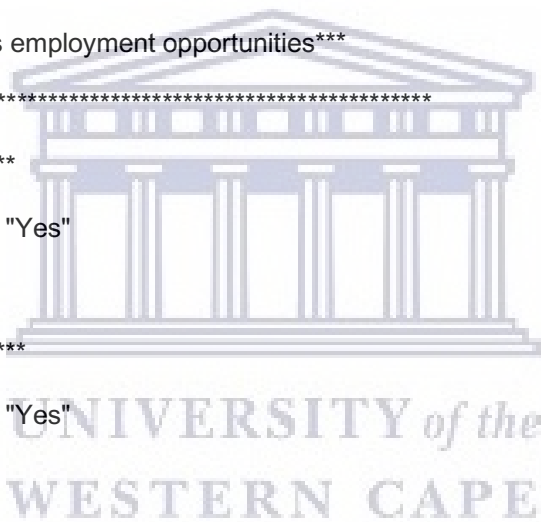 s employment opportunities***
******************************************
**
"Yes"
***
"Yes"
UNIVERSITY of the
WESTERN CAPE